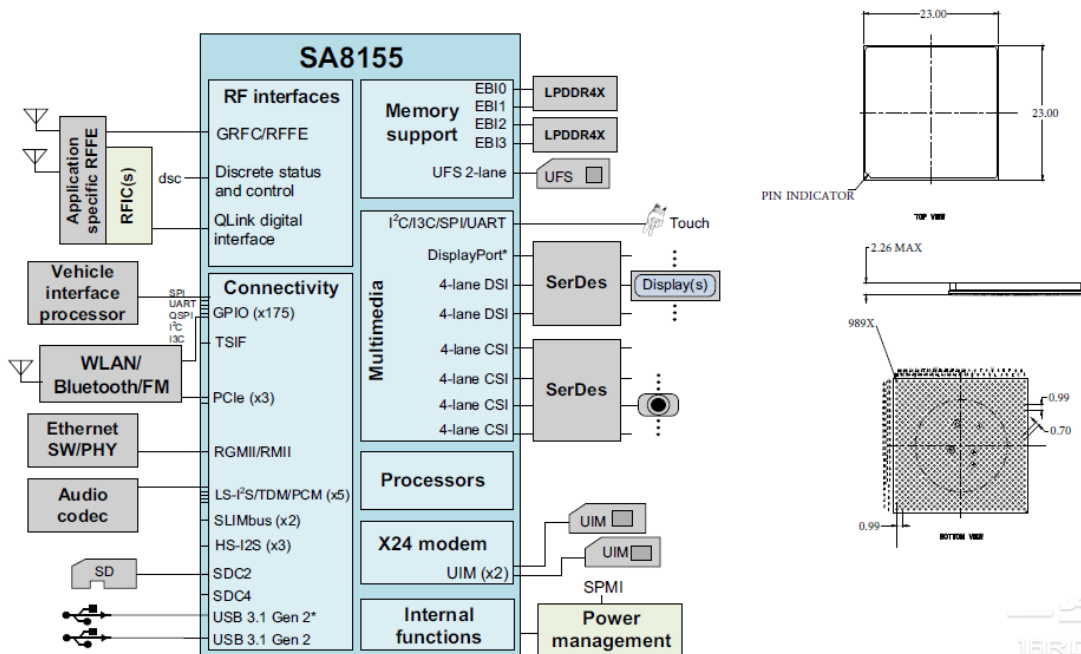 SA8155
RF interfaces
GRFC/RFFE
Discrete status
and control
QLink digital
interface
dsc
Application
specific RFFE
RFIC(s)
Vehicle
interface
processor
SPI
UART
QSPI
I²C
I3C
WLAN/
Bluetooth/FM
Ethernet
SW/PHY
Audio
codec
SD
Connectivity
GPIO (x175)
TSIF
PCIe (x3)
RGMII/RMII
LS-I²S/TDM/PCM (x5)
SLIMbus (x2)
HS-I2S (x3)
SDC2
SDC4
USB 3.1 Gen 2*
USB 3.1 Gen 2
Memory
support
EBI0
EBI1
EBI2
EBI3
UFS 2-lane
LPDDR4X
LPDDR4X
UFS
Multimedia
I²C/I3C/SPI/UART
DisplayPort*
4-lane DSI
4-lane DSI
4-lane CSI
4-lane CSI
4-lane CSI
4-lane CSI
Touch
SerDes
Display(s)
SerDes
Processors
X24 modem
UIM (x2)
UIM
UIM
Internal
functions
SPMI
Power
management
23.00
23.00
PIN INDICATOR
TOP VIEW
2.26 MAX
989X
0.99
0.70
0.99
BOTTOM VIEW